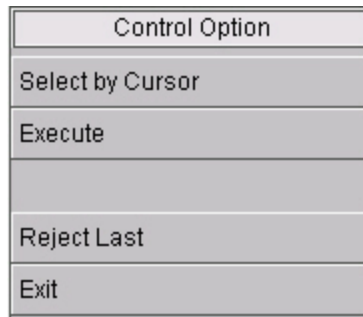 Control Option
Select by Cursor
Execute
Reject Last
Exit